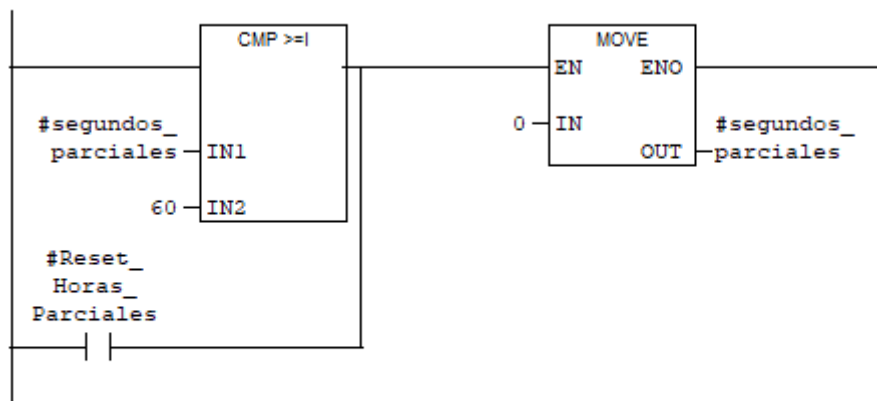 CMP >=I
MOVE
EN ENO
#segundos_
parciales
IN1
0
IN
#segundos_
parciales
OUT
60
IN2
#Reset_
Horas_
Parciales